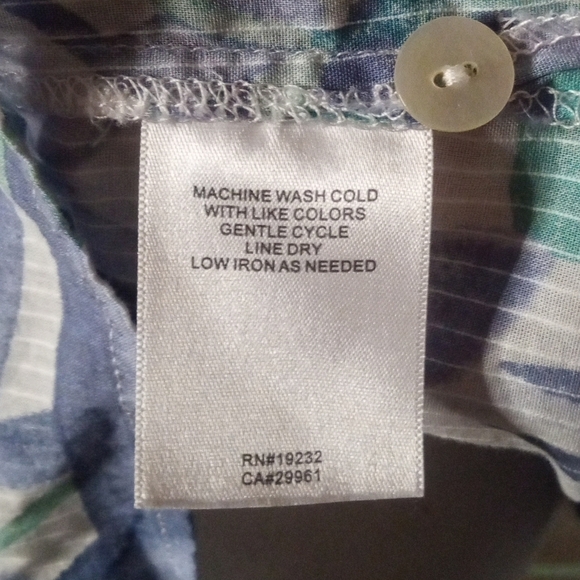 MACHINE WASH COLD
WITH LIKE COLORS
GENTLE CYCLE
LINE DRY
LOW IRON AS NEEDED
RN#19232
CA#29961